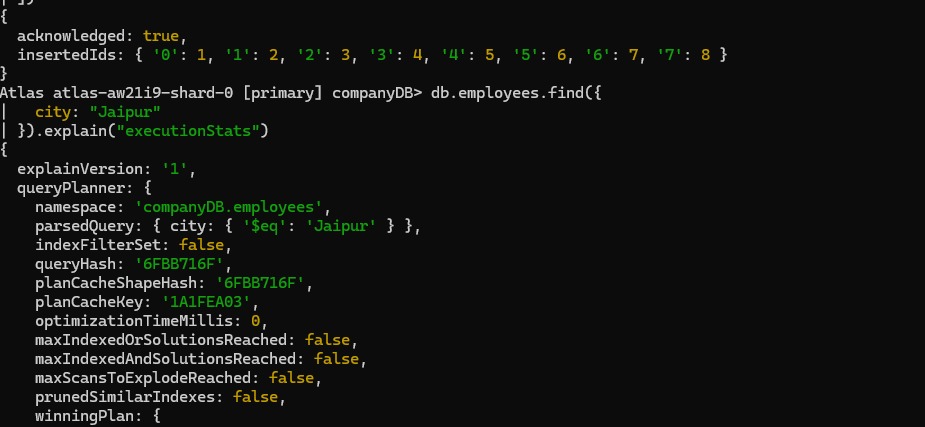 | ])
{
  acknowledged: true,
  insertedIds: { '0': 1, '1': 2, '2': 3, '3': 4, '4': 5, '5': 6, '6': 7, '7': 8 }
}
Atlas atlas-aw21i9-shard-0 [primary] companyDB> db.employees.find({
|   city: "Jaipur"
| }).explain("executionStats")
{
  explainVersion: '1',
  queryPlanner: {
    namespace: 'companyDB.employees',
    parsedQuery: { city: { '$eq': 'Jaipur' } },
    indexFilterSet: false,
    queryHash: '6FBB716F',
    planCacheShapeHash: '6FBB716F',
    planCacheKey: '1A1FEA03',
    optimizationTimeMillis: 0,
    maxIndexedOrSolutionsReached: false,
    maxIndexedAndSolutionsReached: false,
    maxScansToExplodeReached: false,
    prunedSimilarIndexes: false,
    winningPlan: {